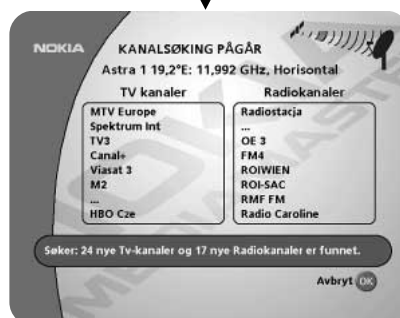 NOKIA
KANALSØKING PÅGÅR
Astra 1 19,2°E: 11,992 GHz, Horisontal
TV kanaler
MTV Europe
Spektrum Int
TV3
Canal+
Viasat 3
M2
...
HBO Cze
Radiokanaler
Radiostacja
...
OE 3
FM4
ROIWIEN
ROI-SAC
RMF FM
Radio Caroline
Søker: 24 nye Tv-kanaler og 17 nye Radiokanaler er funnet.
Avbryt OK